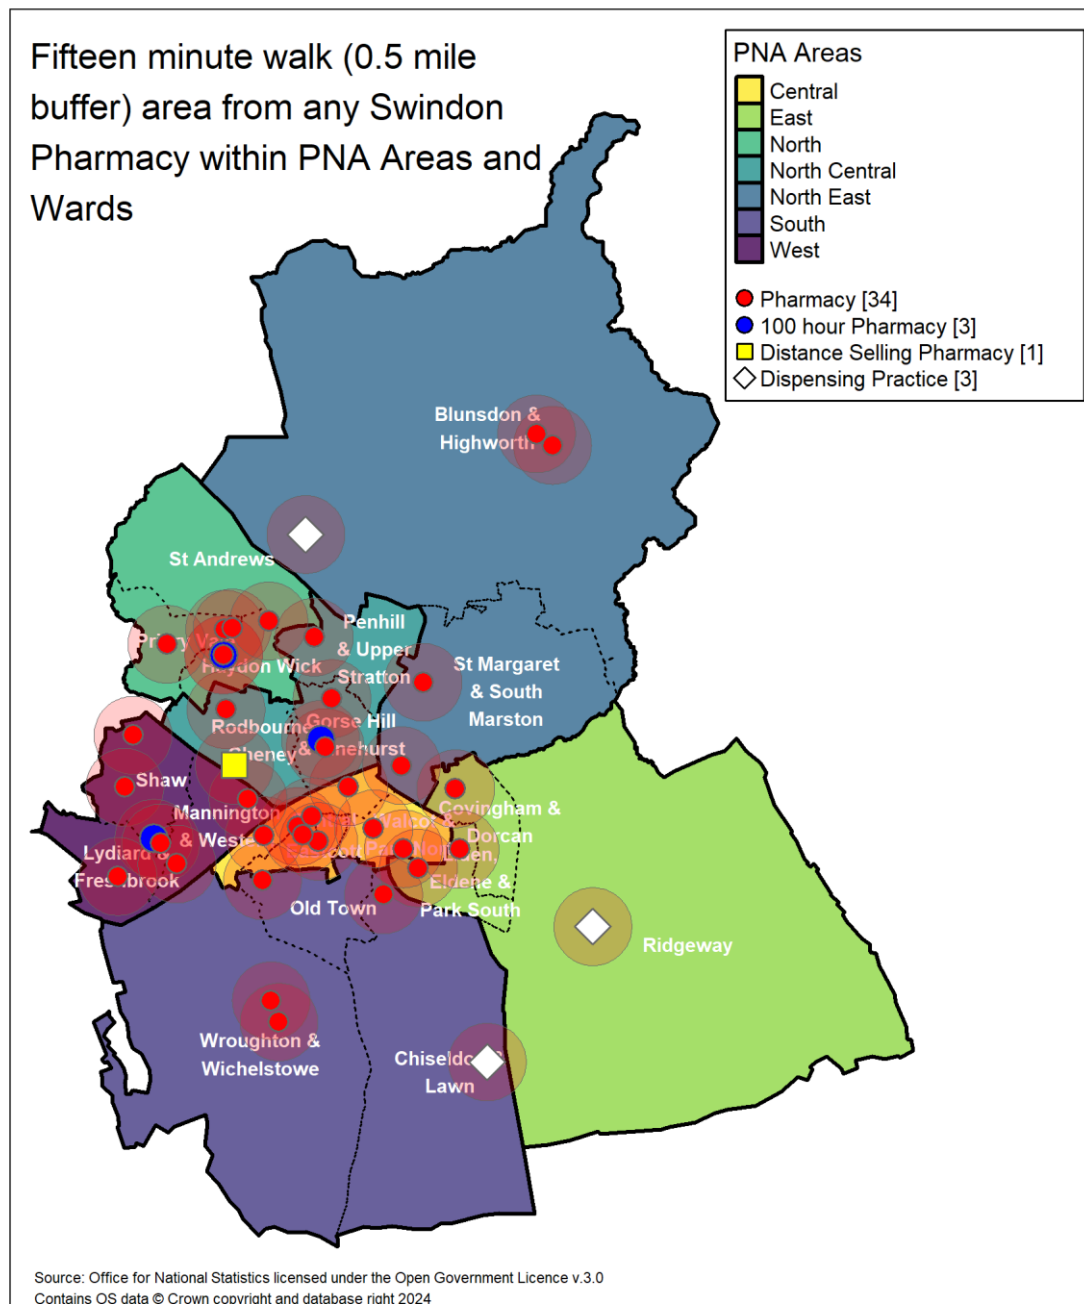 Fifteen minute walk (0.5 mile
buffer) area from any Swindon
Pharmacy within PNA Areas and
Wards
PNA Areas
Central
East
North
North Central
North East
South
West
Pharmacy [34]
100 hour Pharmacy [3]
Distance Selling Pharmacy [1]
Dispensing Practice [3]
Blunsdon &
Highworth
St Andrews
Penhill
& Upper
Stratton
Haydon Wick
St Margaret
& South
Marston
Gorse Hill
Rodbourne
Shaw
Mannington
Covingham &
Dorcan
Lydiard &
Eldene &
Park South
Old Town
Ridgeway
Wroughton &
Wichelstowe
Lawn
Source: Office for National Statistics licensed under the Open Government Licence v.3.0
Contains OS data © Crown copyright and database right 2024